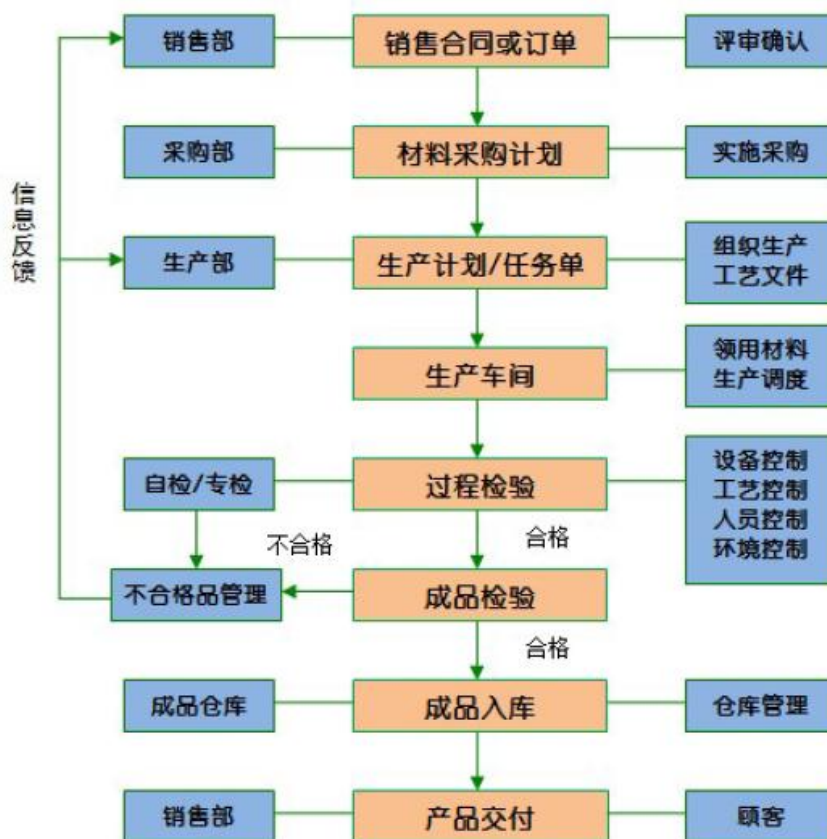 销售部
销售合同或订单
评审确认
采购部
材料采购计划
实施采购
信息反馈
生产部
生产计划/任务单
组织生产
工艺文件
生产车间
领用材料
生产调度
自检/专检
过程检验
设备控制
工艺控制
人员控制
环境控制
不合格
合格
不合格品管理
成品检验
合格
成品仓库
成品入库
仓库管理
销售部
产品交付
顾客